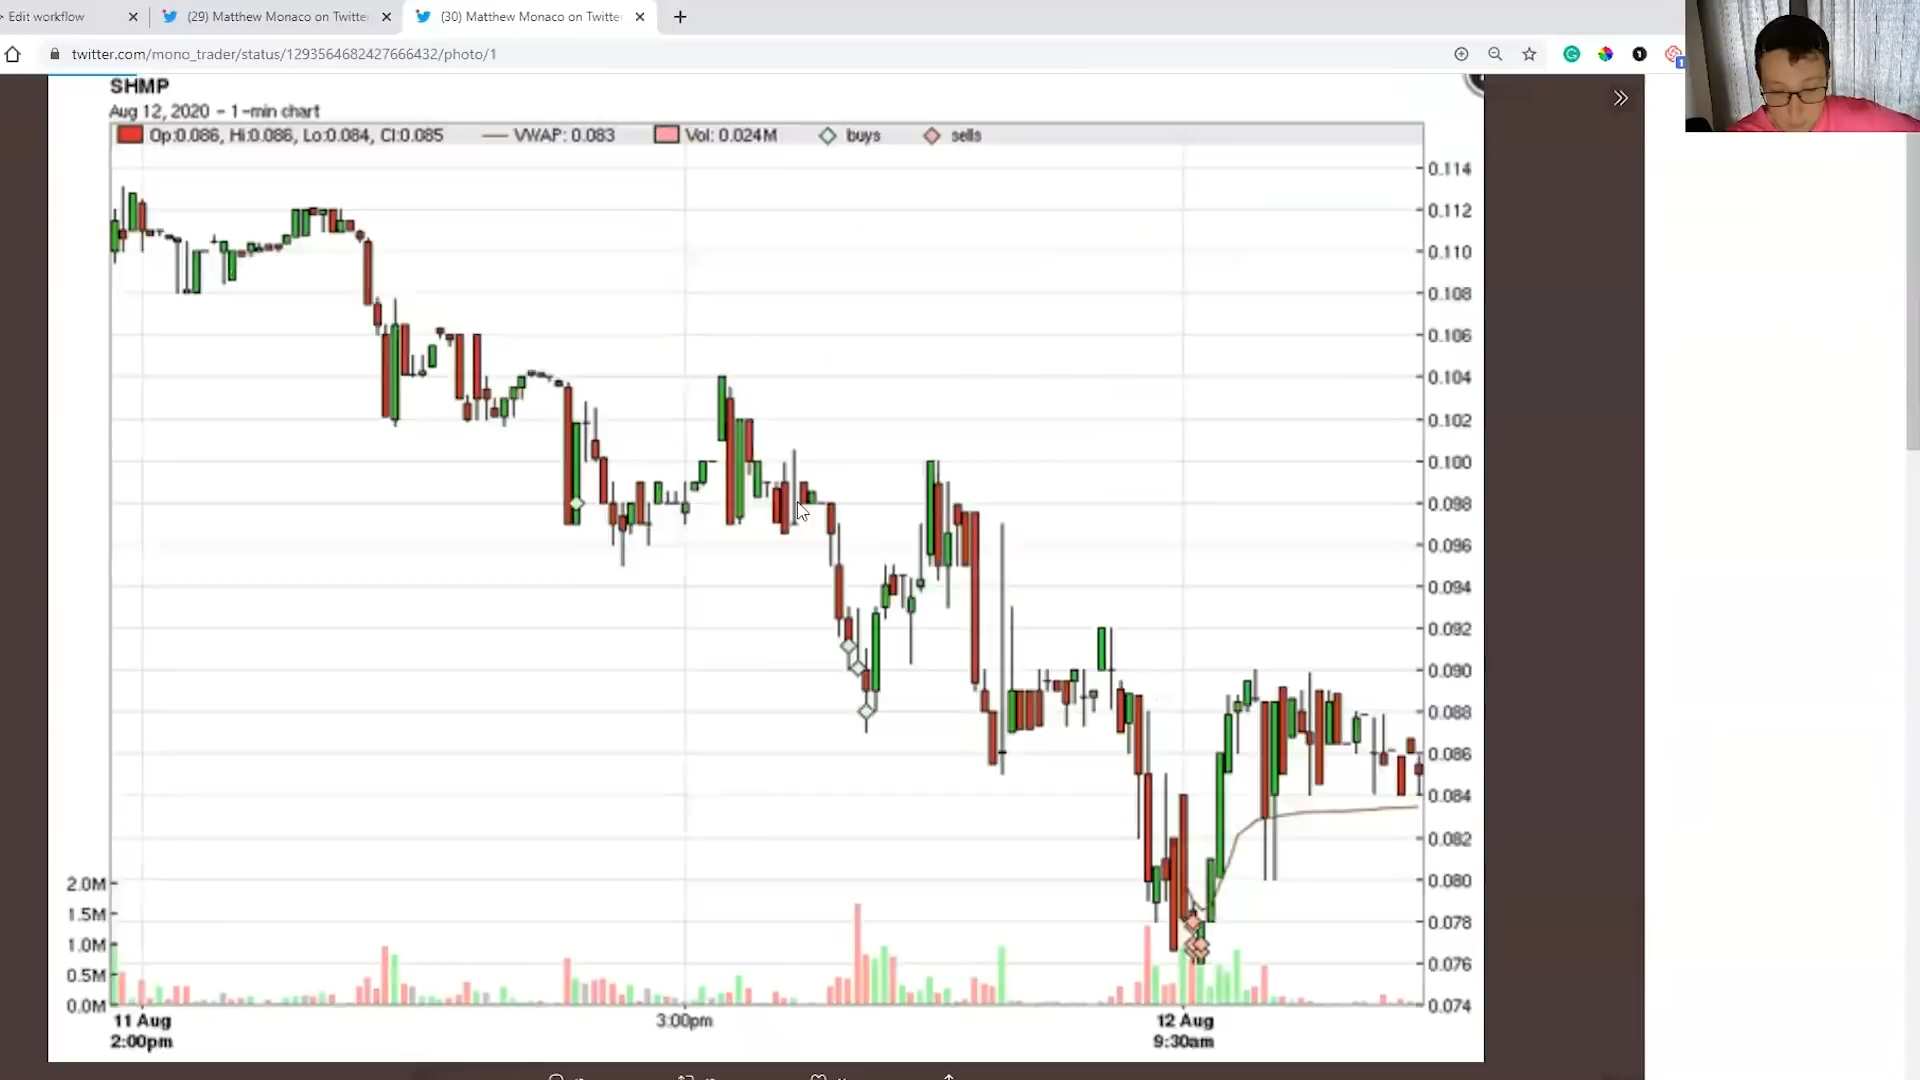 Edit workflow
(29) Matthew Monaco on Twitte
(30) Matthew Monaco on Twitte
twitter.com/mono_trader/status/1293564682427666432/photo/1
SHMP
Aug 12, 2020 - 1-min chart
Op:0.086, Hi:0.086, Lo:0.084, Cl:0.085
VWAP: 0.083
Vol: 0.024M
buys
sells
0.114
0.112
0.110
0.108
0.106
0.104
0.102
0.100
0.098
0.096
0.094
0.092
0.090
0.088
0.086
0.084
0.082
0.080
0.078
0.076
0.074
2.0M
1.5M
1.0M
0.5M
0.0M
11 Aug
2:00pm
3:00pm
12 Aug
9:30am